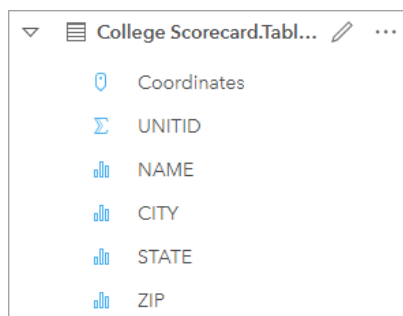 College Scorecard.Tabl...
Coordinates
UNITID
NAME
CITY
STATE
ZIP